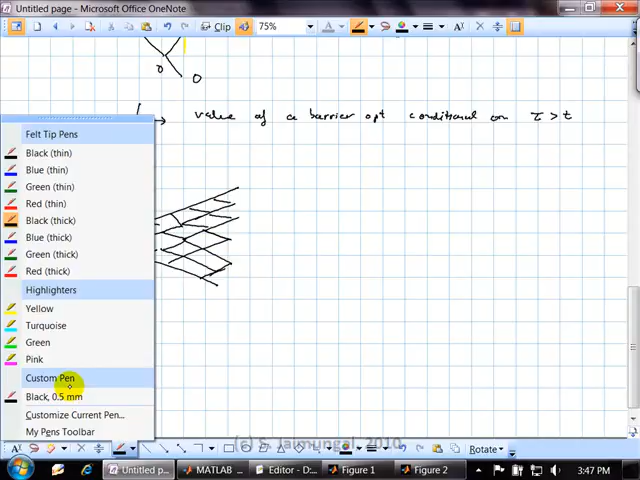 Untitled page - Microsoft Office OneNote
Clip
75%
0
0
value of a barrier opt conditional on τ > t
Felt Tip Pens
Black (thin)
Blue (thin)
Green (thin)
Red (thin)
Black (thick)
Blue (thick)
Green (thick)
Red (thick)
Highlighters
Yellow
Turquoise
Green
Pink
Custom Pen
Black, 0.5 mm
Customize Current Pen...
My Pens Toolbar
(c) S. Jaimungal, 2010
Rotate
Untitled p...
MATLAB ...
Editor - D:...
Figure 1
Figure 2
3:47 PM